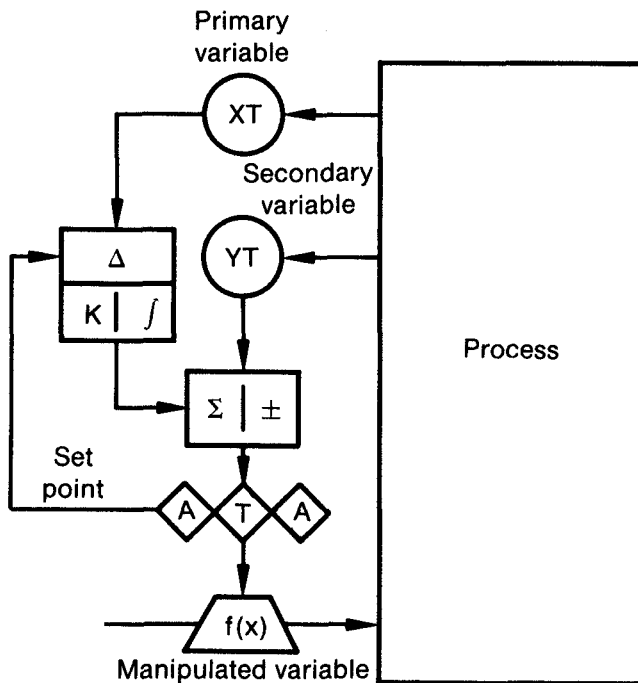 Primary
variable
XT
Secondary
variable
Δ
YT
K | ∫
Process
Σ | ±
Set
point
A T A
f(x)
Manipulated variable